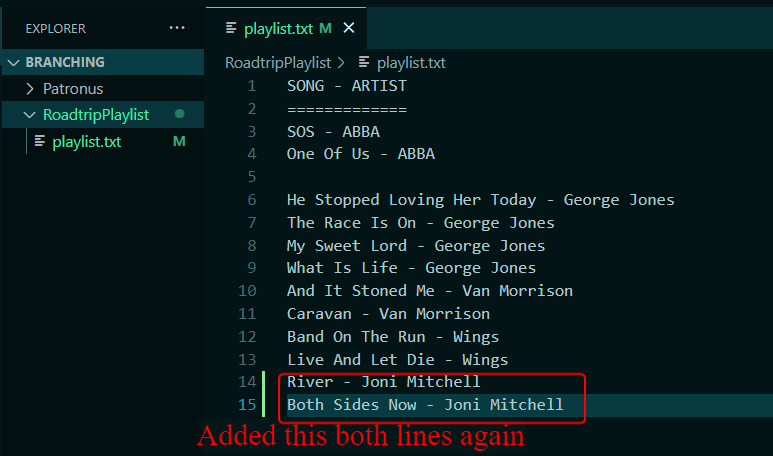 EXPLORER ...
BRANCHING
Patronus
RoadtripPlaylist
playlist.txt M
playlist.txt M
RoadtripPlaylist > playlist.txt
1 SONG - ARTIST
2 =============
3 SOS - ABBA
4 One Of Us - ABBA
5
6 He Stopped Loving Her Today - George Jones
7 The Race Is On - George Jones
8 My Sweet Lord - George Jones
9 What Is Life - George Jones
10 And It Stoned Me - Van Morrison
11 Caravan - Van Morrison
12 Band On The Run - Wings
13 Live And Let Die - Wings
14 River - Joni Mitchell
15 Both Sides Now - Joni Mitchell
Added this both lines again